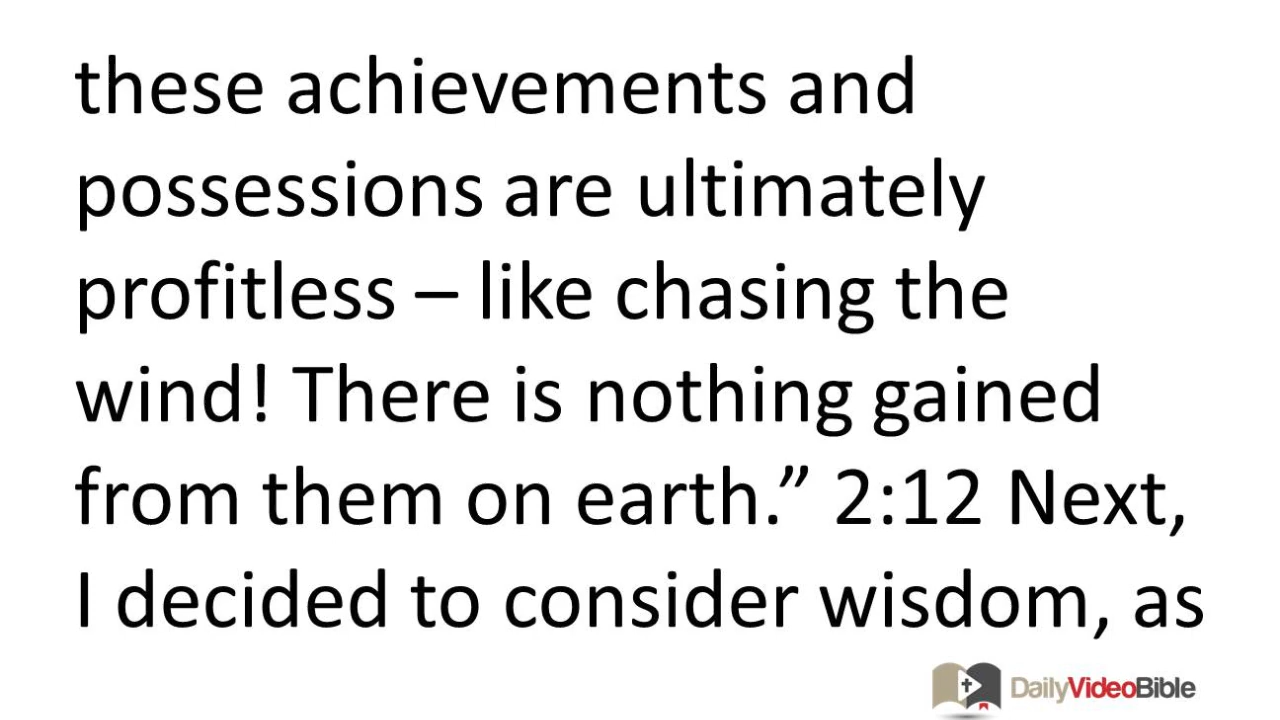 these achievements and
possessions are ultimately
profitless – like chasing the
wind! There is nothing gained
from them on earth.” 2:12 Next,
I decided to consider wisdom, as
DailyVideoBible